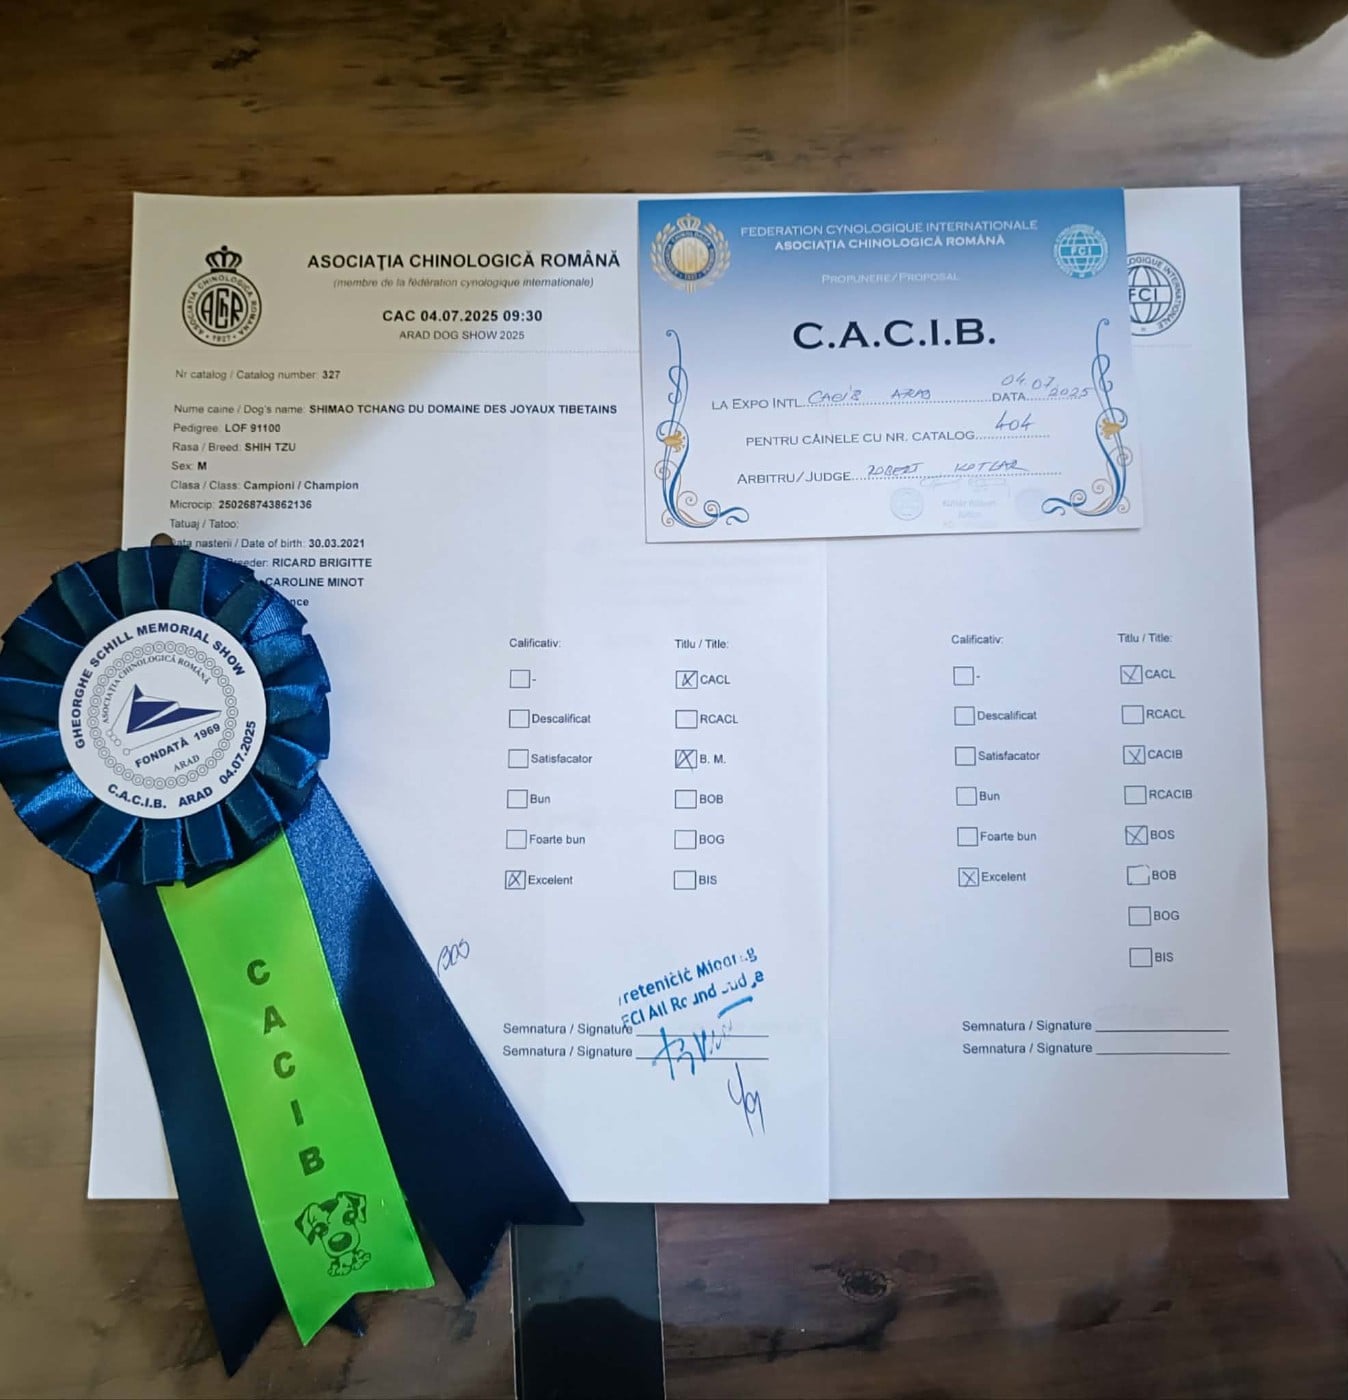 ASOCIAȚIA CHINOLOGICĂ ROMÂNĂ
(membre de la fédération cynologique internationale)
CAC 04.07.2025 09:30
ARAD DOG SHOW 2025
Nr catalog / Catalog number: 327
Nume caine / Dog's name: SHIMAO TCHANG DU DOMAINE DES JOYAUX TIBETAINS
Pedigree: LOF 91100
Rasa / Breed: SHIH TZU
Sex: M
Clasa / Class: Campioni / Champion
Microcip: 250268743862136
Tatuaj / Tatoo:
nasterii / Date of birth: 30.03.2021
RICARD BRIGITTE
CAROLINE MINOT
Calificativ:
Titlu / Title:
-
CACL
Descalificat
RCACL
Satisfacator
B. M.
Bun
BOB
Foarte bun
BOG
Excelent
BIS
BOS
FCI All Round Judge
Semnatura / Signature
Semnatura / Signature
FEDERATION CYNOLOGIQUE INTERNATIONALE
ASOCIAȚIA CHINOLOGICĂ ROMÂNĂ
FCI
PROPUNERE/PROPOSAL
C.A.C.I.B.
LA EXPO INTL. CACIB ARAD DATA 04.07.2025
PENTRU CÂINELE CU NR. CATALOG 404
ARBITRU/JUDGE ROBERT KOTLAR
FCI
Calificativ:
Titlu / Title:
-
CACL
Descalificat
RCACL
Satisfacator
CACIB
Bun
RCACIB
Foarte bun
BOS
Excelent
BOB
BOG
BIS
Semnatura / Signature
Semnatura / Signature
GHEORGHE SCHILL MEMORIAL SHOW
ASOCIAȚIA CHINOLOGICĂ ROMÂNĂ
FONDATĂ 1969
ARAD
C.A.C.I.B. ARAD 04.07.2025
CACIB